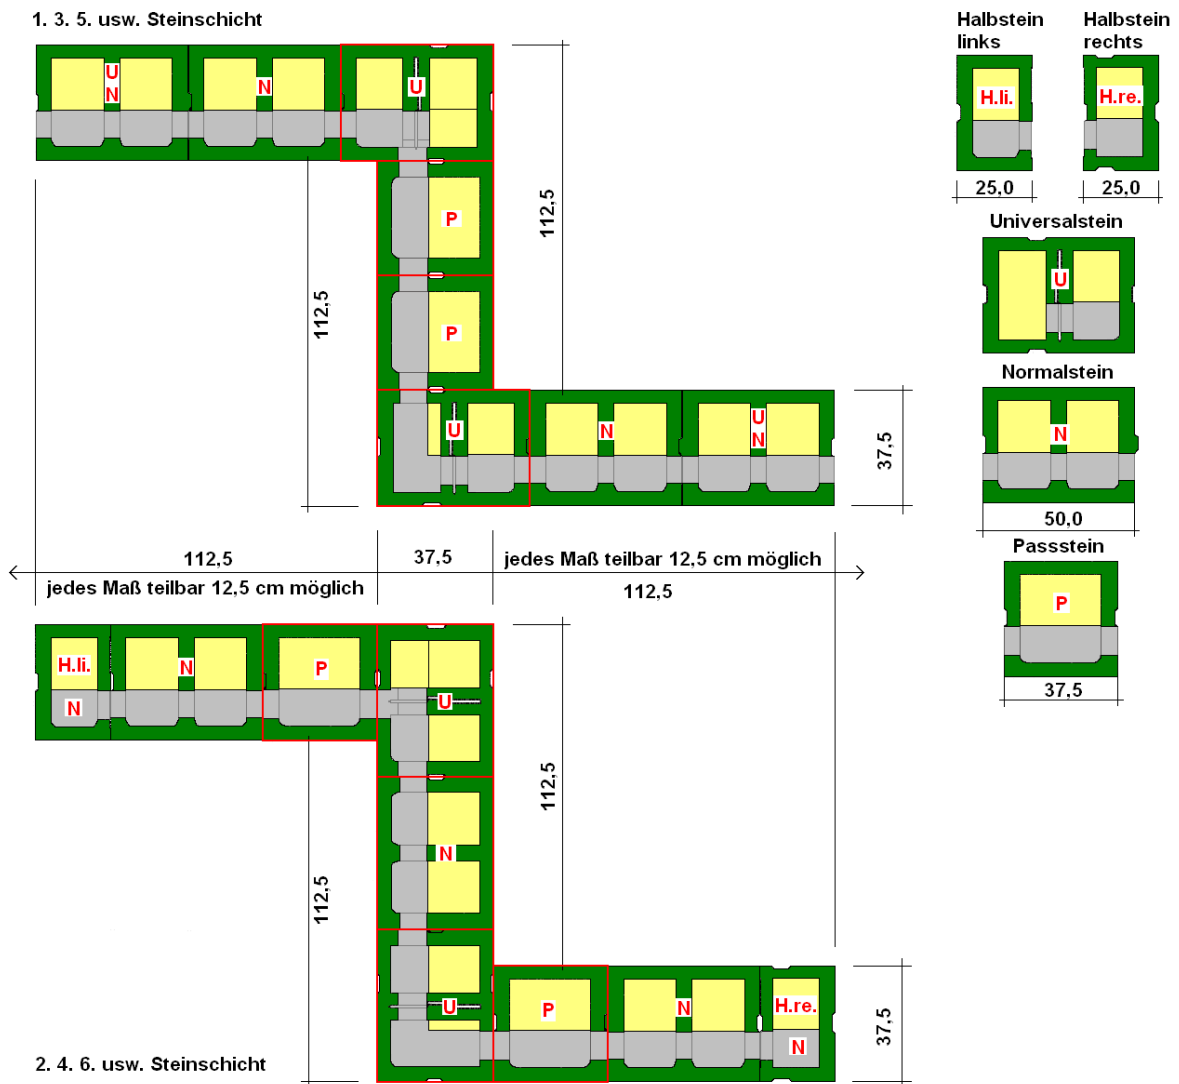 1. 3. 5. usw. Steinschicht
Halbstein
links
Halbstein
rechts
U
N
N
U
H.li.
H.re.
25,0
25,0
P
112,5
Universalstein
U
112,5
P
Normalstein
U
N
U
N
N
37,5
50,0
112,5
37,5
jedes Maß teilbar 12,5 cm möglich
Passstein
jedes Maß teilbar 12,5 cm möglich
112,5
P
H.li.
N
N
P
U
37,5
112,5
N
112,5
U
P
N
H.re.
N
37,5
2. 4. 6. usw. Steinschicht